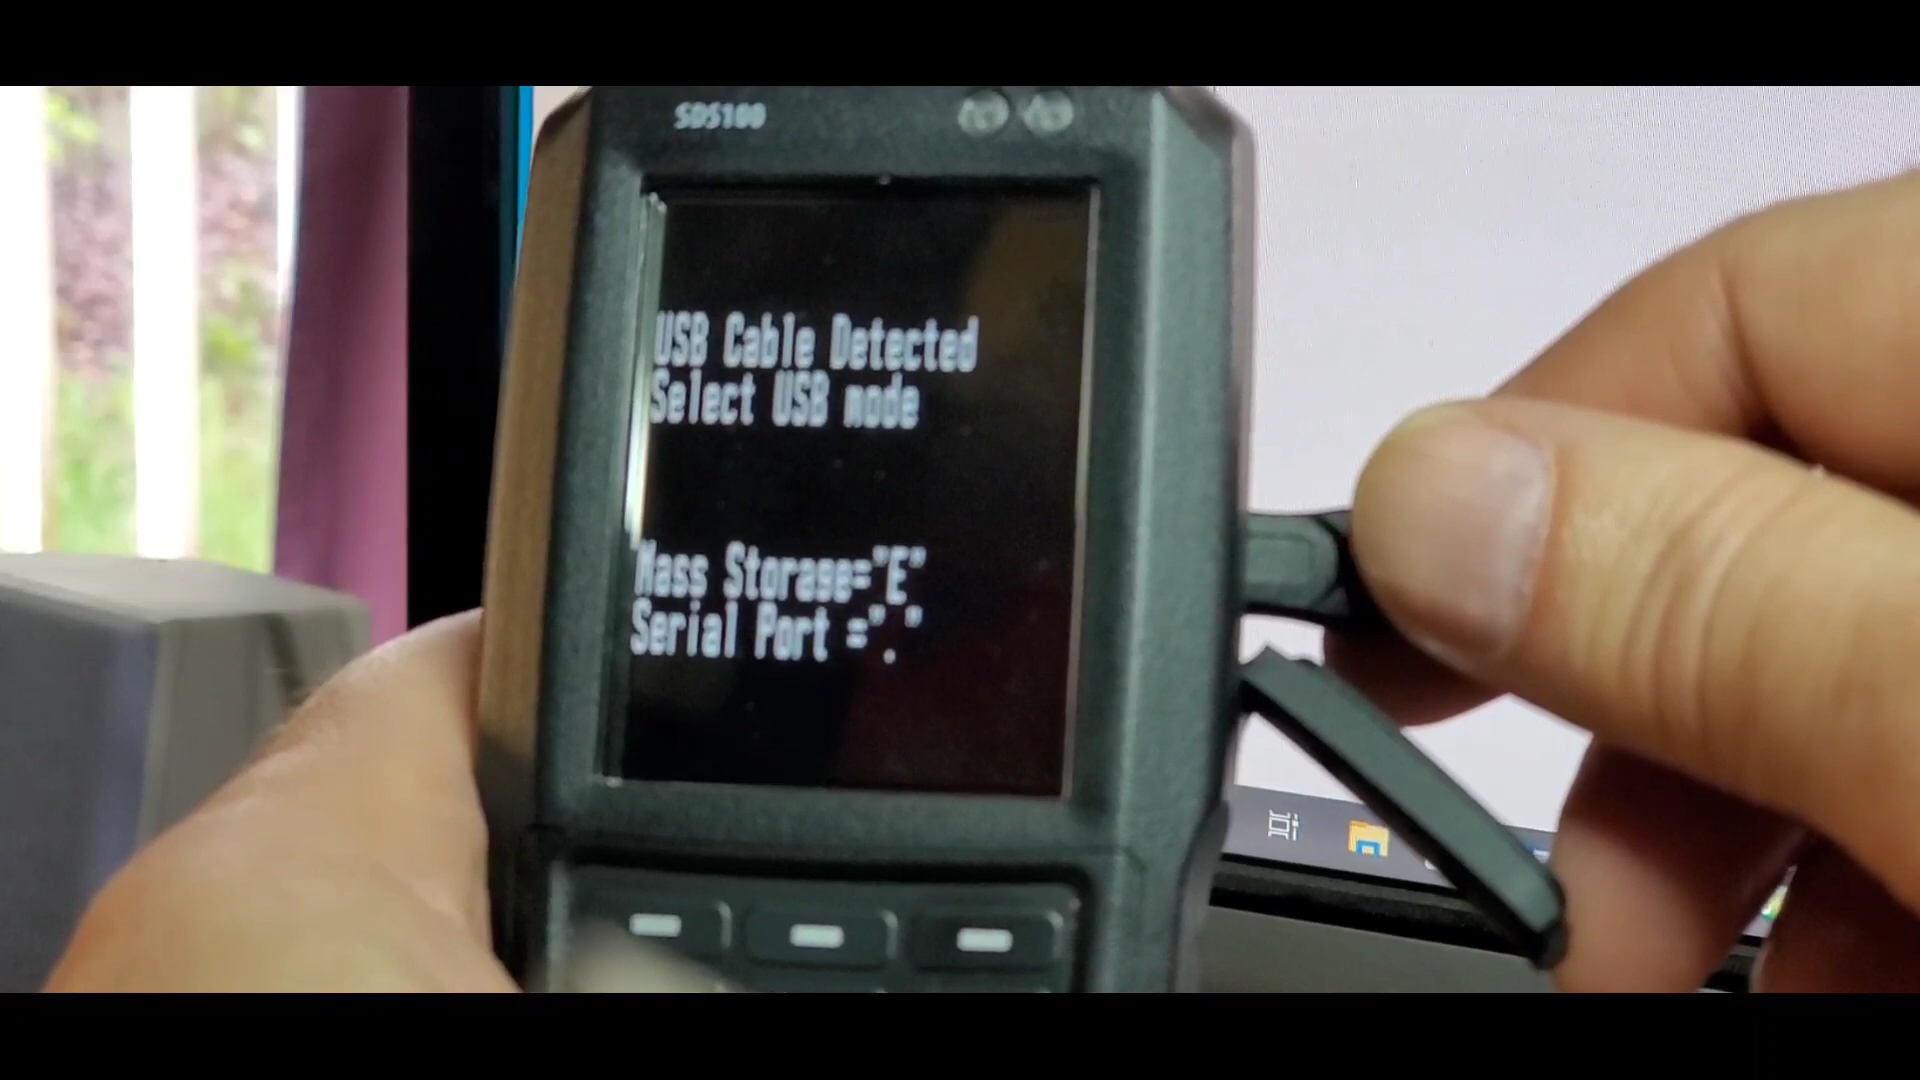 SDS100
USB Cable Detected
Select USB mode
Mass Storage="E"
Serial Port ="."